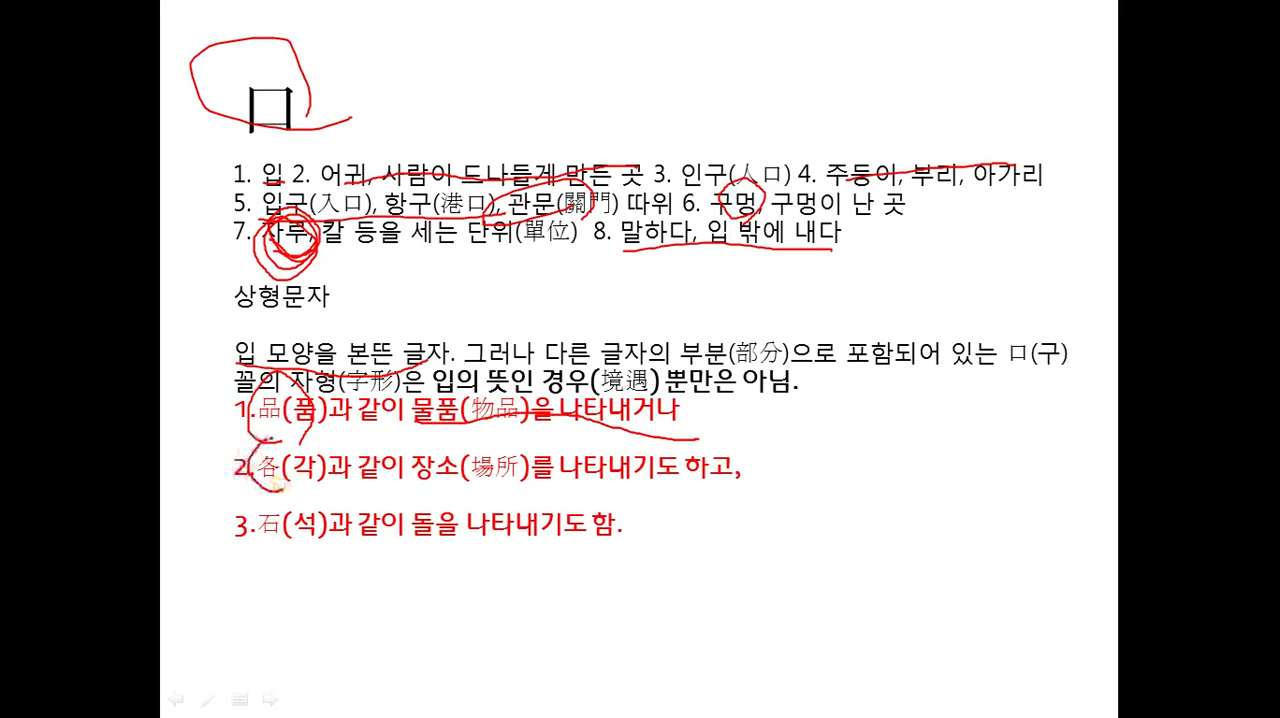 口
1. 입 2. 어귀, 사람이 드나들게 만든 곳 3. 인구(人口) 4. 주둥이, 부리, 아가리
5. 입구(入口), 항구(港口), 관문(關門) 따위 6. 구멍, 구멍이 난 곳
7. 자루, 칼 등을 세는 단위(單位) 8. 말하다, 입 밖에 내다
상형문자
입 모양을 본뜬 글자. 그러나 다른 글자의 부분(部分)으로 포함되어 있는 口(구)
꼴의 자형(字形)은 입의 뜻인 경우(境遇) 뿐만은 아님.
1.品(품)과 같이 물품(物品)을 나타내거나
2.各(각)과 같이 장소(場所)를 나타내기도 하고,
3.石(석)과 같이 돌을 나타내기도 함.